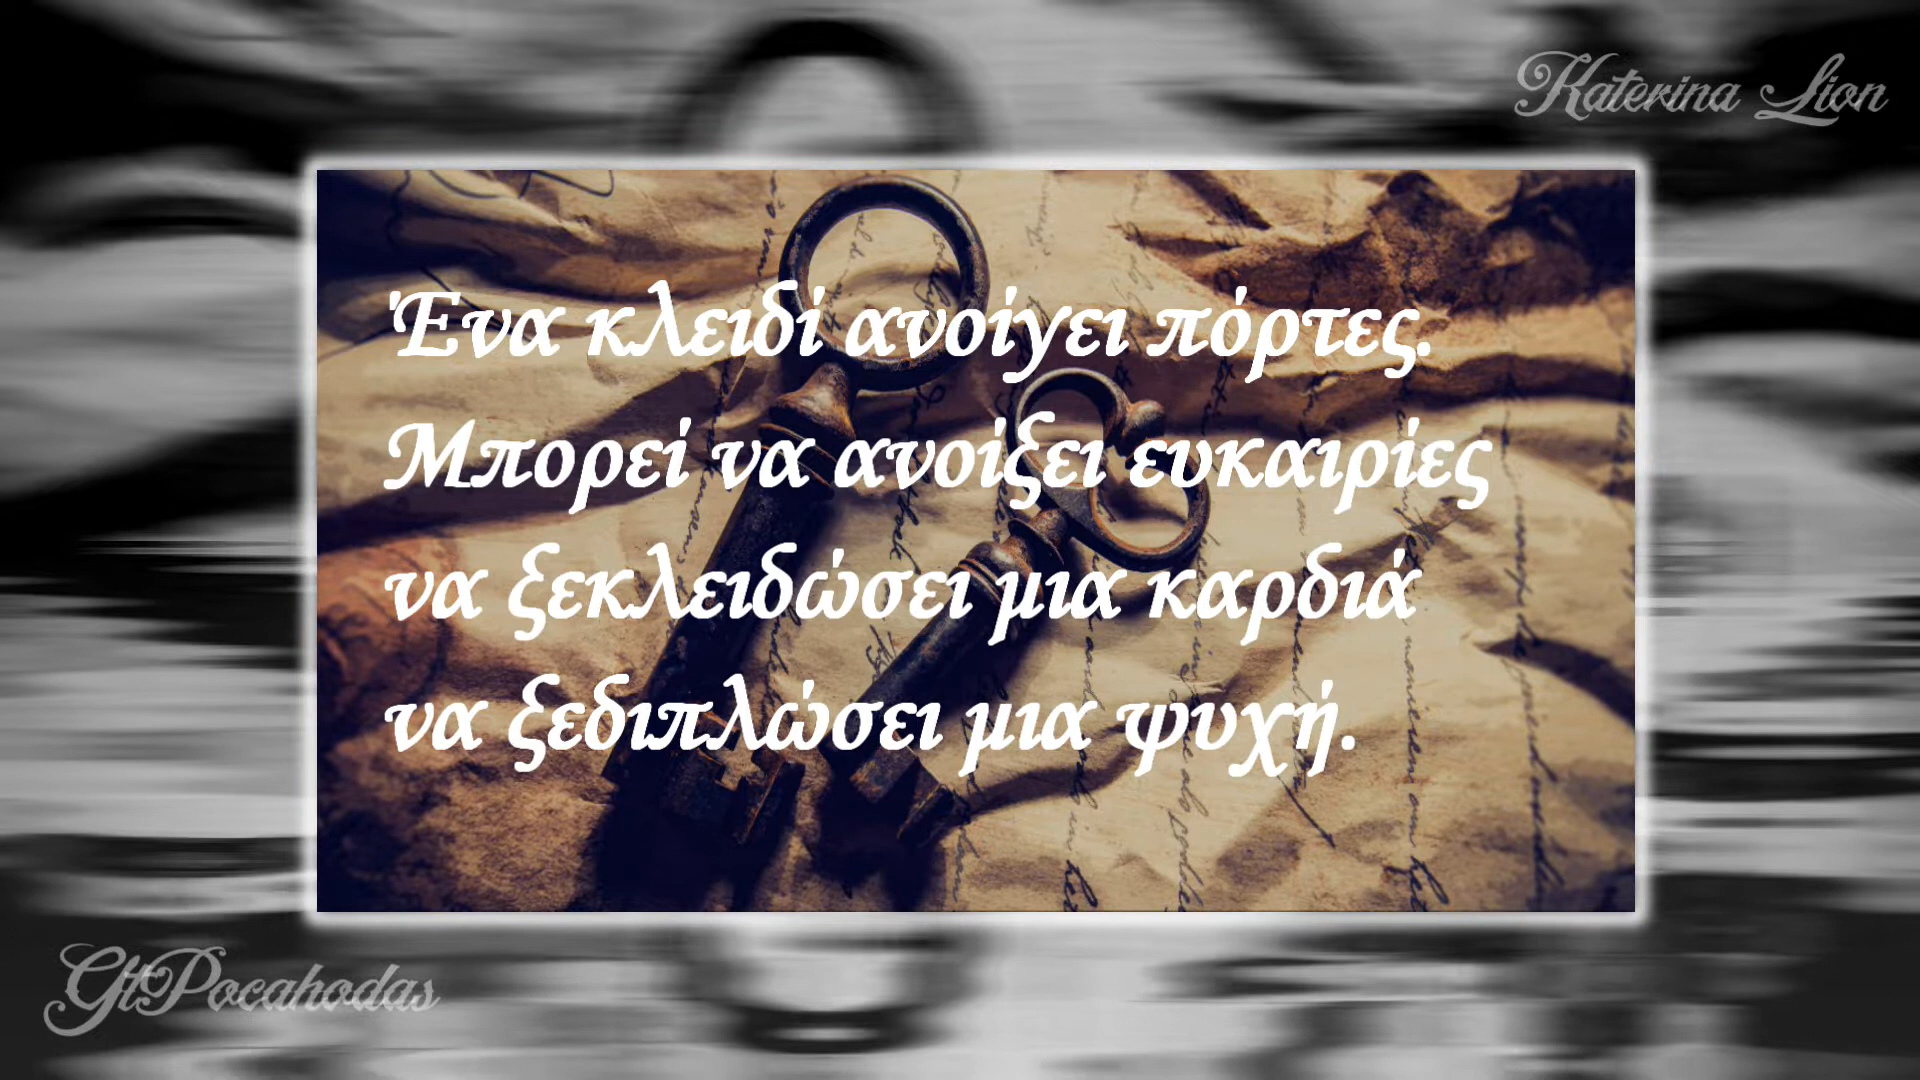 Katerina Lion
Ένα κλειδί ανοίγει πόρτες.
Μπορεί να ανοίξει ευκαιρίες
να ξεκλειδώσει μια καρδιά
να ξεδιπλώσει μια ψυχή.
GtPocahodas